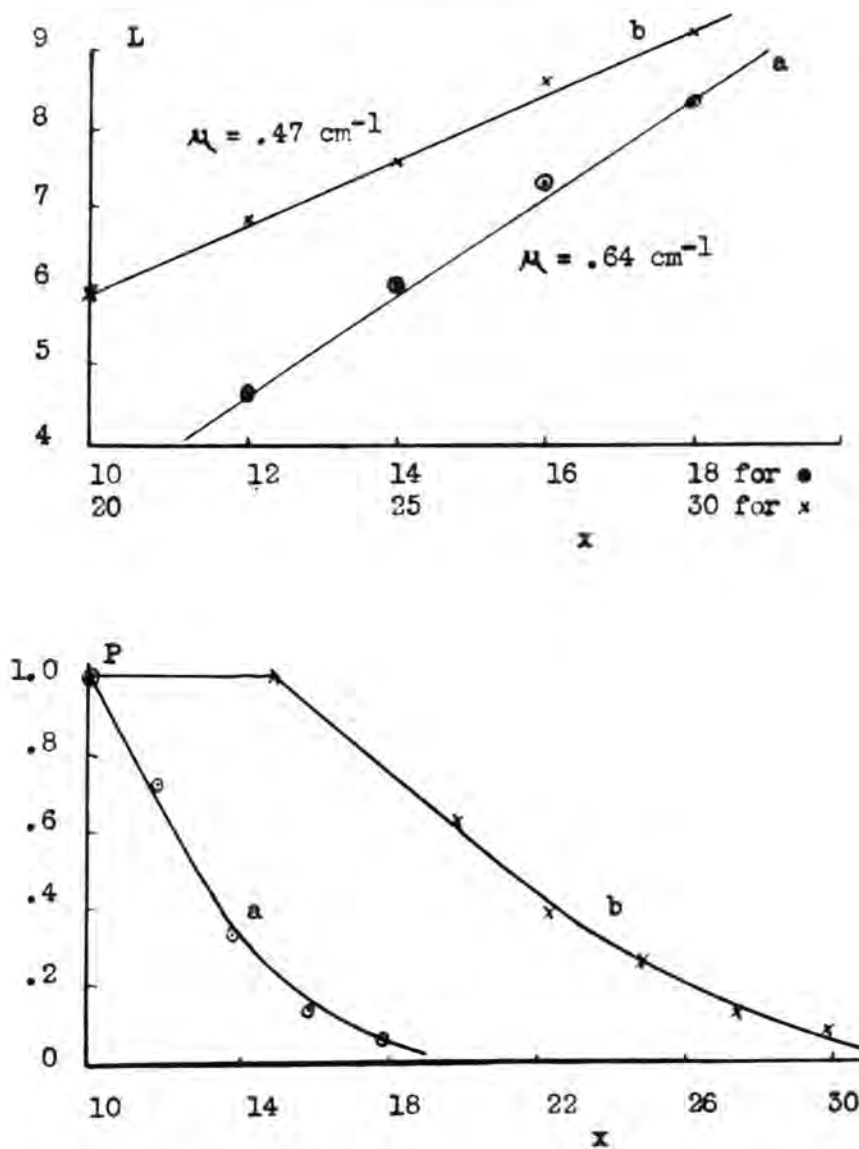 9 L b
a
8
μ = .47 cm⁻¹
7
6
μ = .64 cm⁻¹
5
4
10 12 14 16 18 for ●
20 25 30 for x
x
P
1.0
.8
.6
.4 a b
.2
0
10 14 18 22 26 30
x